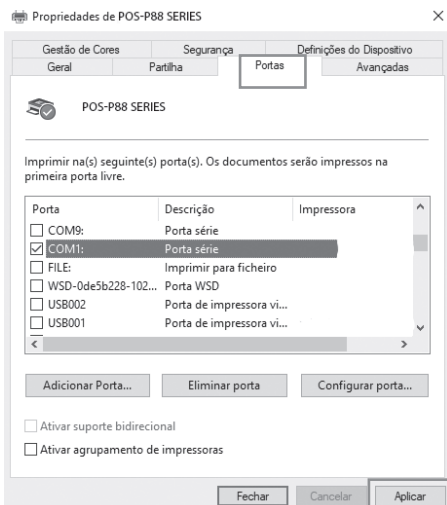 Propriedades de POS-P88 SERIES
Gestão de Cores Segurança Definições do Dispositivo
Geral Partilha Portas Avançadas
POS-P88 SERIES
Imprimir na(s) seguinte(s) porta(s). Os documentos serão impressos na
primeira porta livre.
Porta Descrição Impressora
COM9: Porta série
COM1: Porta série
FILE: Imprimir para ficheiro
WSD-0de5b228-102... Porta WSD
USB002 Porta de impressora vi...
USB001 Porta de impressora vi...
Adicionar Porta... Eliminar porta Configurar porta...
Ativar suporte bidirecional
Ativar agrupamento de impressoras
Fechar Cancelar Aplicar